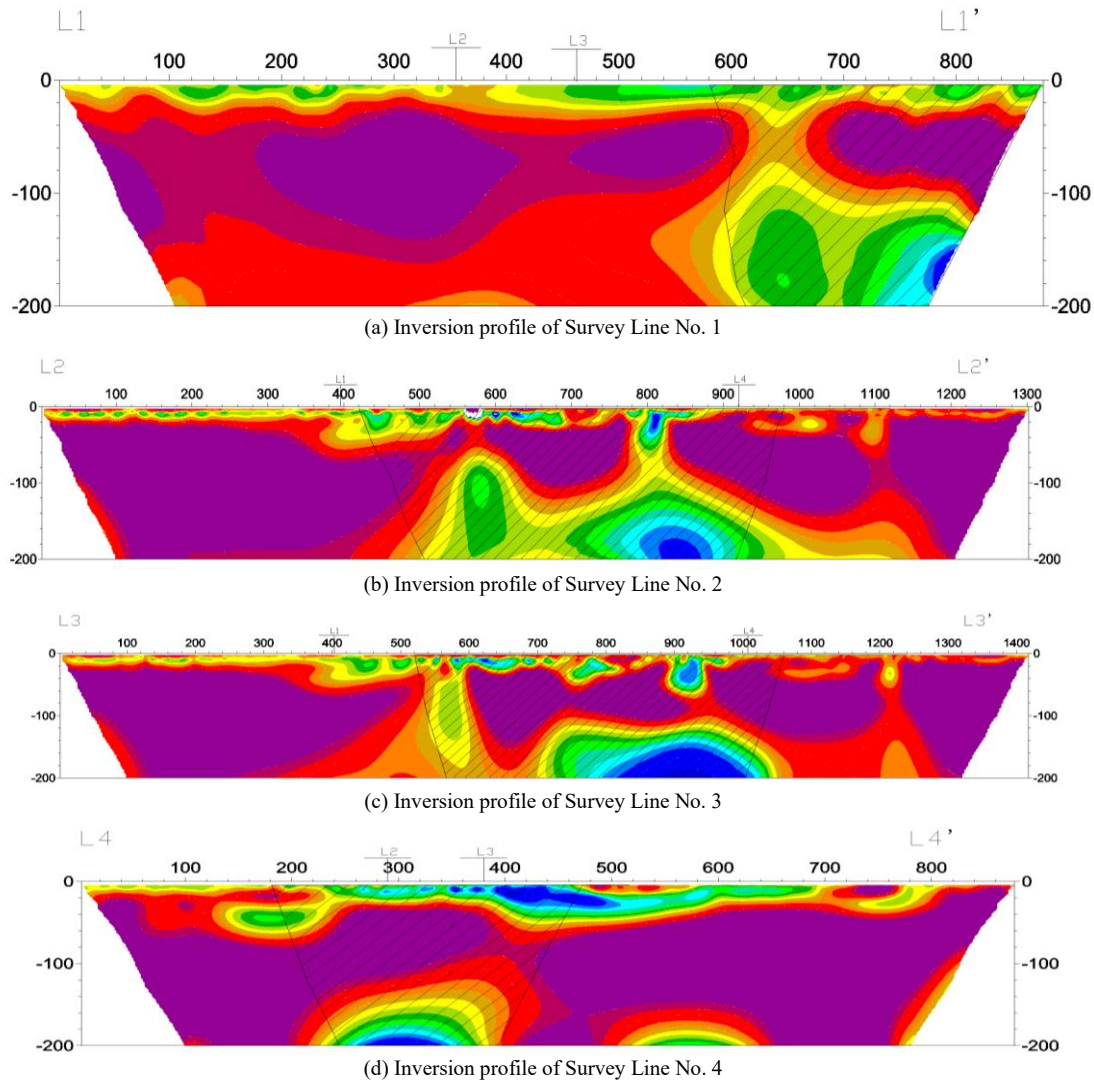 L1 L1'
L2 L3
100 200 300 400 500 600 700 800
0 0
-100 -100
-200 -200
(a) Inversion profile of Survey Line No. 1
L2 L2'
L1 L4
100 200 300 400 500 600 700 800 900 1000 1100 1200 1300
0 0
-100 -100
-200 -200
(b) Inversion profile of Survey Line No. 2
L3 L3'
L1 L4
100 200 300 400 500 600 700 800 900 1000 1100 1200 1300 1400
0 0
-100 -100
-200 -200
(c) Inversion profile of Survey Line No. 3
L4 L4'
L2 L3
100 200 300 400 500 600 700 800
0 0
-100 -100
-200 -200
(d) Inversion profile of Survey Line No. 4